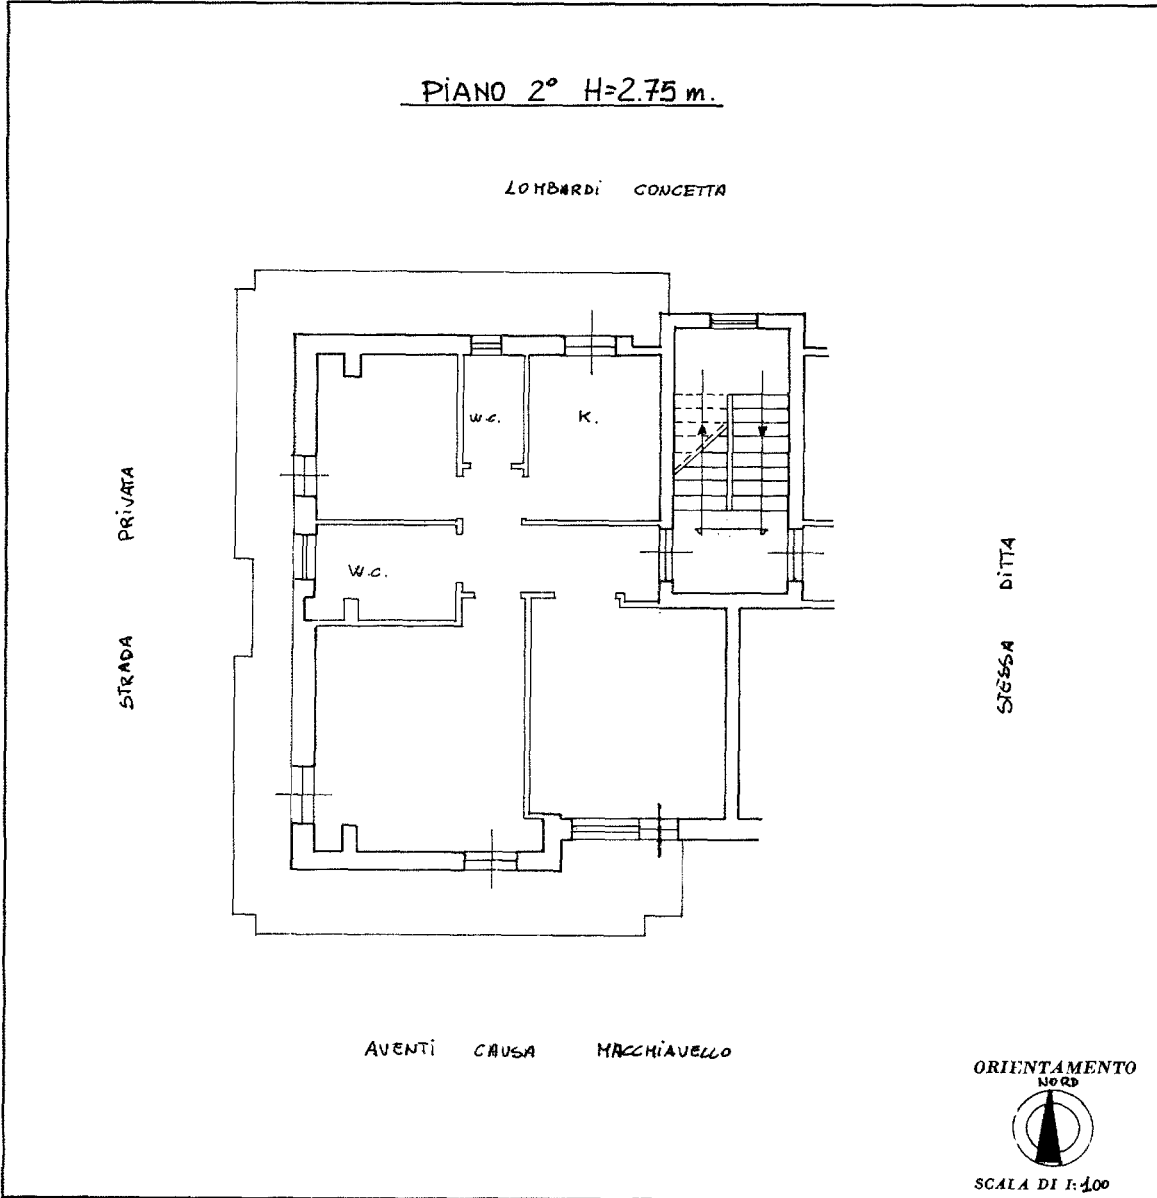 PiANO 2° H=2.75 m.
LOMBARDi CONCETTA
W.C.
K.
W.C.
STRADA PRiVATA
STESSA DiTTA
AVENTi CAUSA MACCHiAVELLO
ORIENTAMENTO
NORD
SCALA DI 1:100